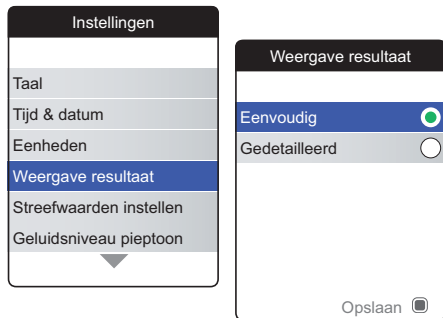 Instellingen
Taal
Tijd & datum
Eenheden
Weergave resultaat
Streefwaarden instellen
Geluidsniveau pieptoon
Weergave resultaat
Eenvoudig
Gedetailleerd
Opslaan